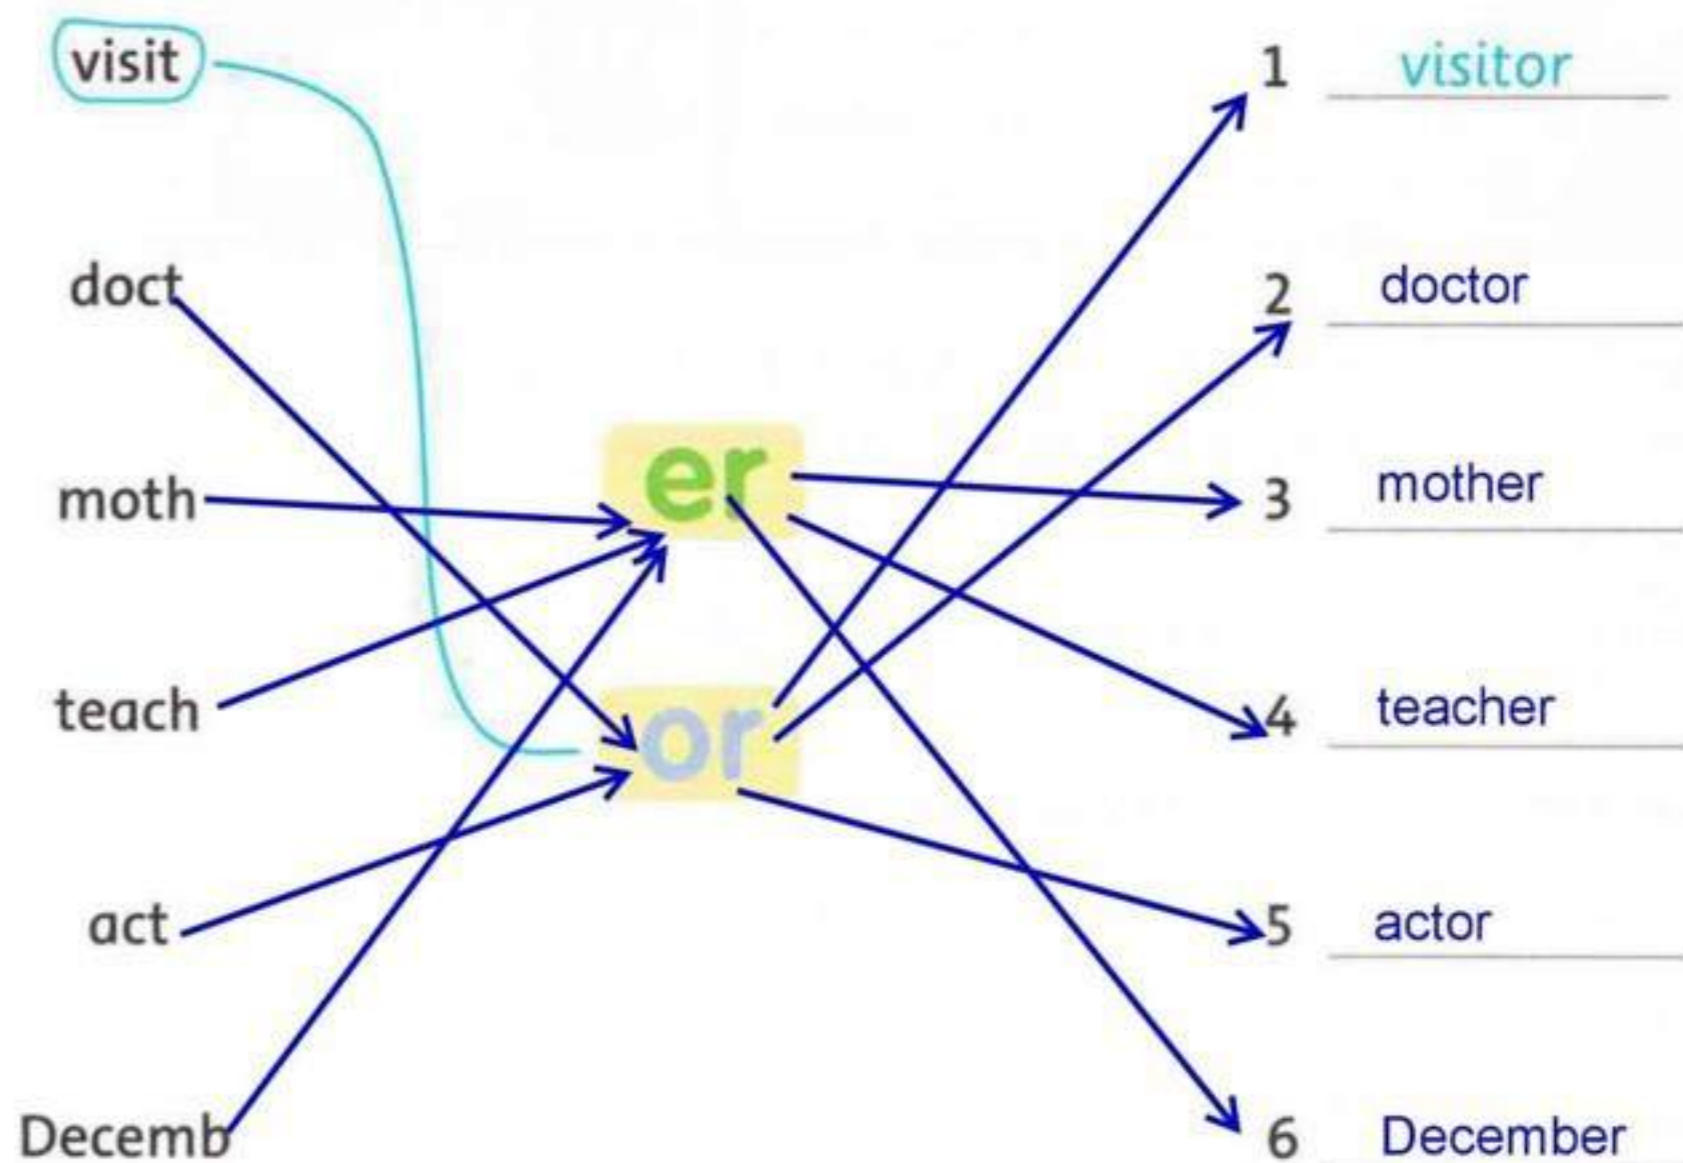 visit
1 visitor
doct
2 doctor
er
moth
3 mother
teach
or
4 teacher
act
5 actor
Decemb
6 December